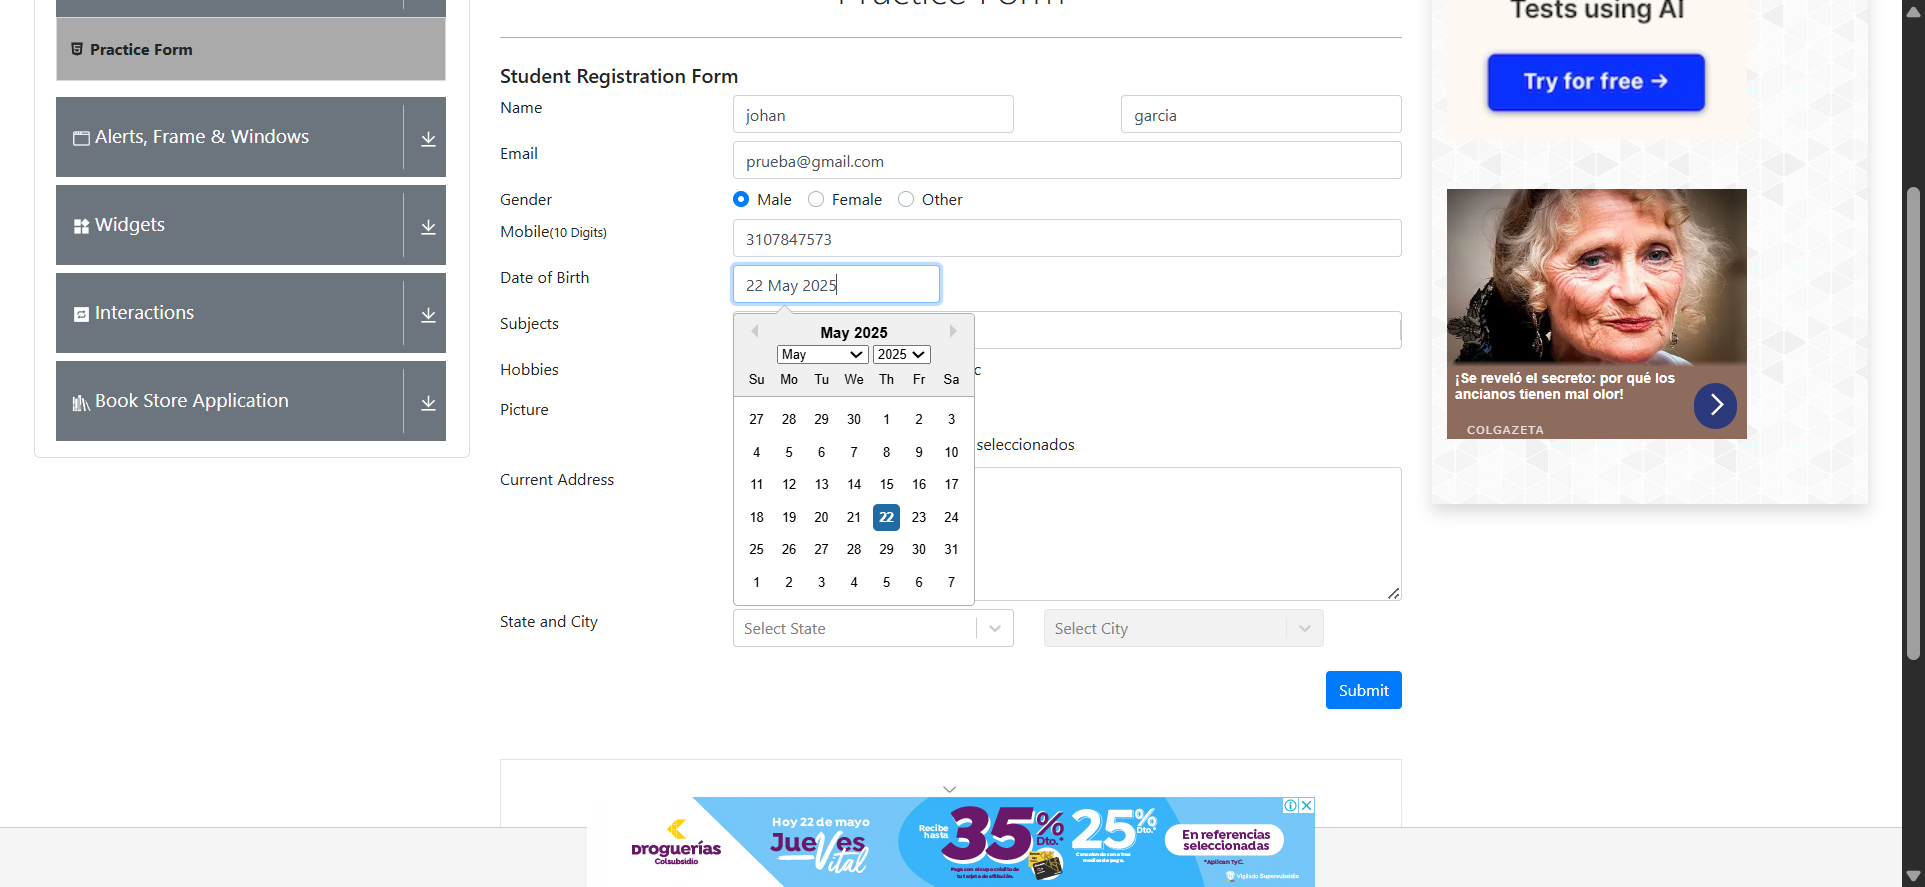 Practice Form
Practice Form
Alerts, Frame & Windows
Widgets
Interactions
Book Store Application
Student Registration Form
Name
johan
garcia
Email
prueba@gmail.com
Gender
Male
Female
Other
Mobile(10 Digits)
3107847573
Date of Birth
22 May 2025
Subjects
May 2025
May
2025
Su Mo Tu We Th Fr Sa
27 28 29 30 1 2 3
4 5 6 7 8 9 10
11 12 13 14 15 16 17
18 19 20 21 22 23 24
25 26 27 28 29 30 31
1 2 3 4 5 6 7
Hobbies
c
Picture
seleccionados
Current Address
State and City
Select State
Select City
Submit
Tests using AI
Try for free →
¡Se reveló el secreto: por qué los
ancianos tienen mal olor!
COLGAZETA
droguerías
Colsubsidio
Hoy 22 de mayo
Jueves
Vital
Recibe
hasta
35%
Dto.*
25%
Dto.*
En referencias
seleccionadas
*Aplican TyC.
Vigilado Supersubsidio